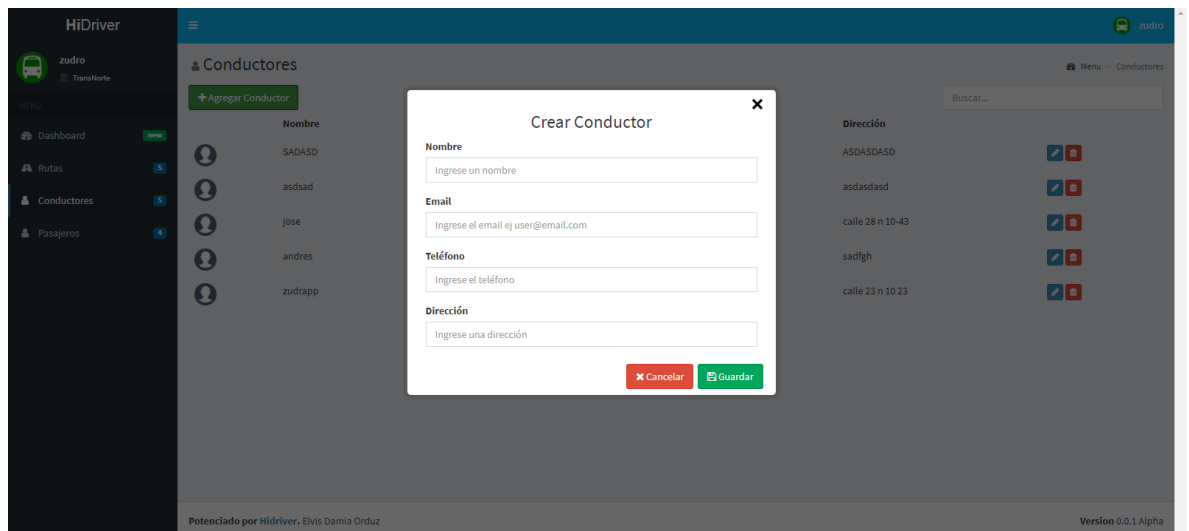 HiDriver
zudro
zudro
TransNorte
MENU
Dashboard new
Rutas 5
Conductores 5
Pasajeros 4
Conductores
Menu > Conductores
Agregar Conductor
Buscar...
Nombre Dirección
SADASD ASDASDASD
asdsad asdasdasd
jose calle 28 n 10-43
andres sadfgh
zudrapp calle 23 n 10 23
Crear Conductor
Nombre
Ingrese un nombre
Email
Ingrese el email ej user@email.com
Teléfono
Ingrese el teléfono
Dirección
Ingrese una dirección
Cancelar Guardar
Potenciado por Hidriver. Elvis Damia Orduz Version 0.0.1 Alpha